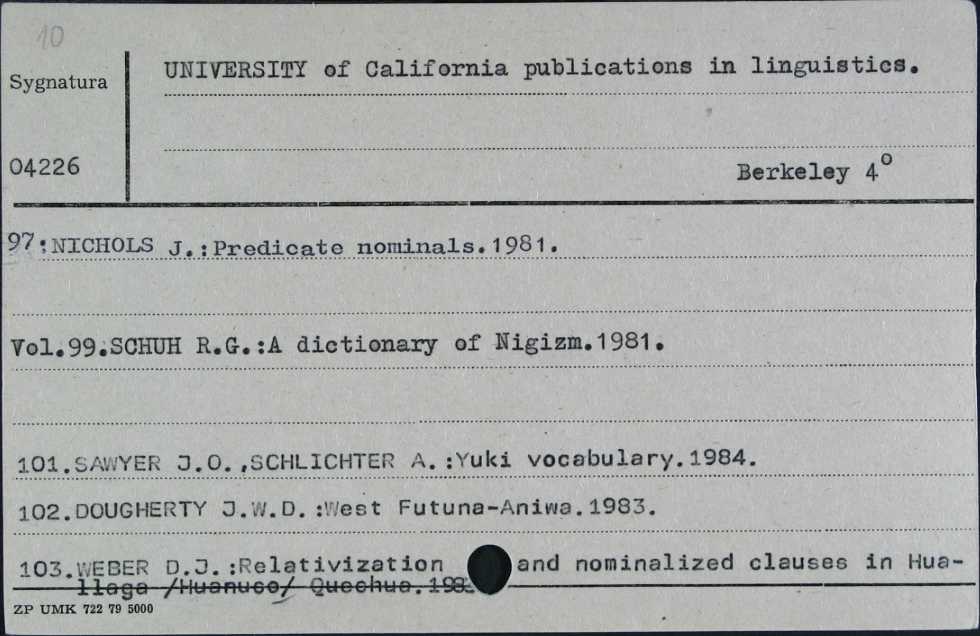 10
Sygnatura
UNIVERSITY of California publications in linguistics.
04226
Berkeley 4°
97:NICHOLS J.:Predicate nominals.1981.
Vol.99.SCHUH R.G.:A dictionary of Nigizm.1981.
101.SAWYER J.O.,SCHLICHTER A.:Yuki vocabulary.1984.
102.DOUGHERTY J.W.D.:West Futuna-Aniwa.1983.
103.WEBER D.J.:Relativization and nominalized clauses in Hua-
llaga /Huanuco/ Quechua.
ZP UMK 722 79 5000